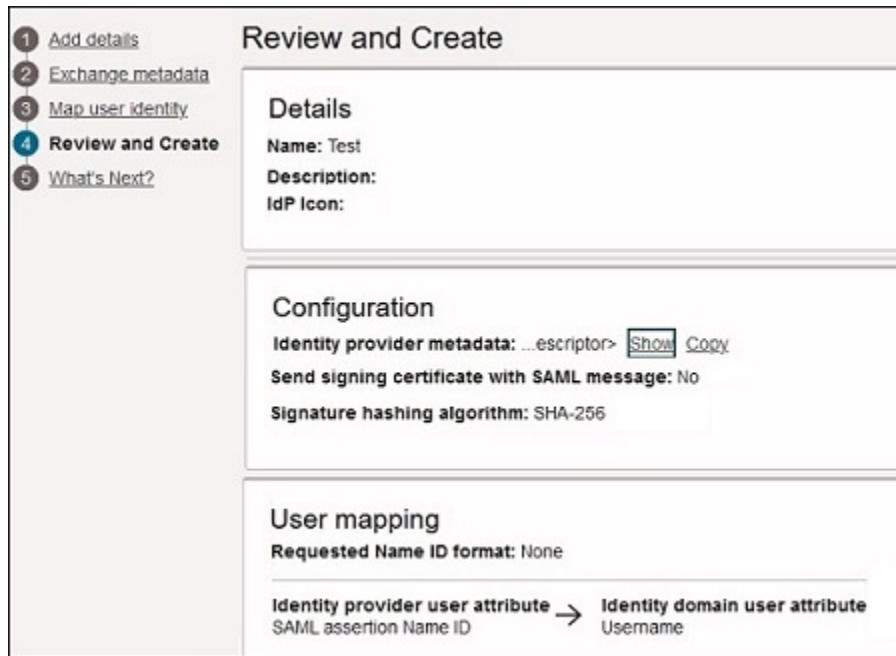 1 Add details
2 Exchange metadata
3 Map user identity
4 Review and Create
5 What's Next?
Review and Create
Details
Name: Test
Description:
IdP Icon:
Configuration
Identity provider metadata: ...escriptor> Show Copy
Send signing certificate with SAML message: No
Signature hashing algorithm: SHA-256
User mapping
Requested Name ID format: None
Identity provider user attribute → Identity domain user attribute
SAML assertion Name ID Username